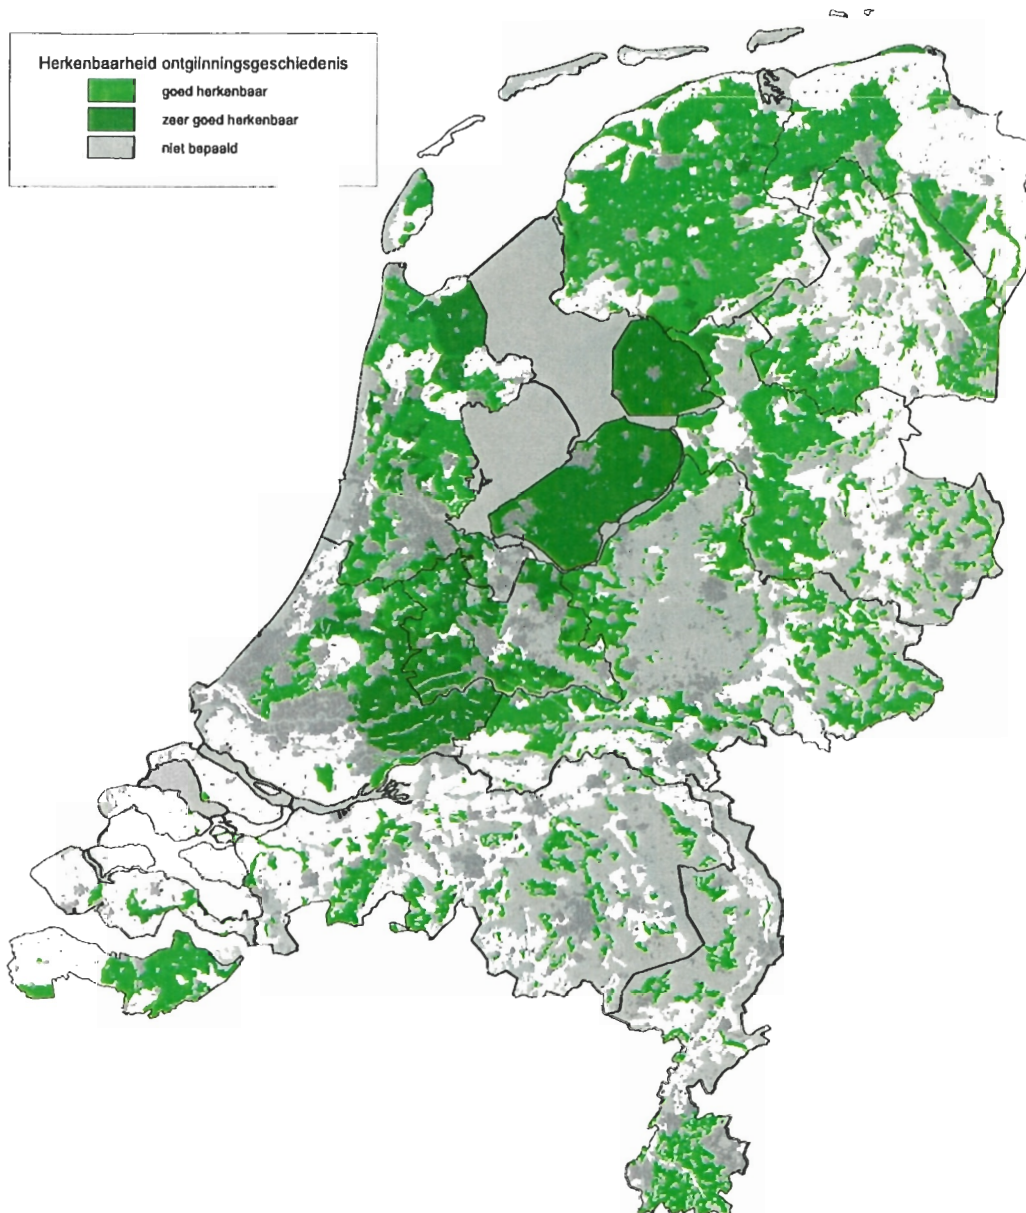 Herkenbaarheid ontginningsgeschiedenis
goed herkenbaar
zeer goed herkenbaar
niet bepaald